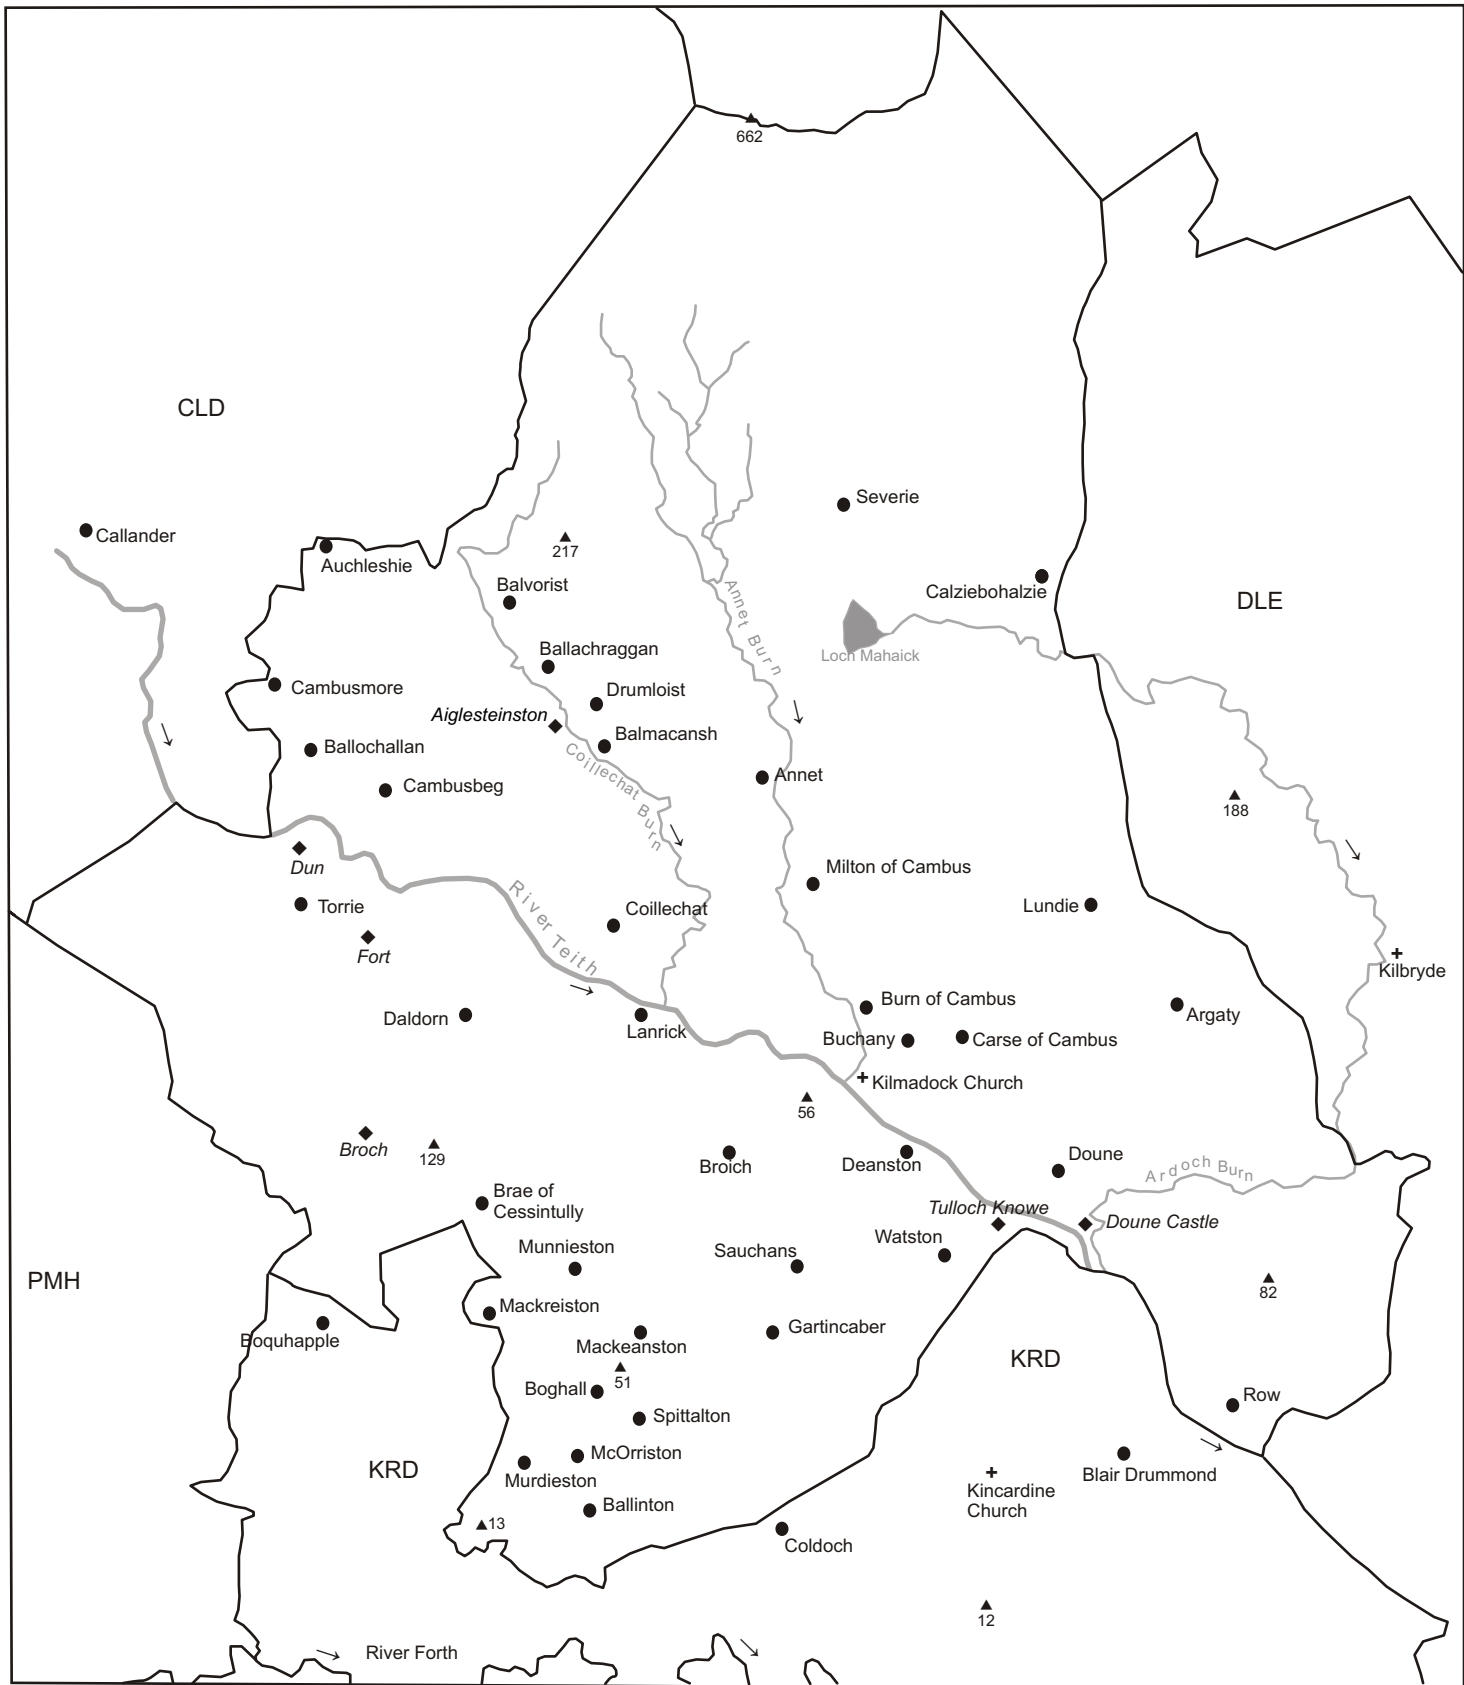 662
CLD
Severie
Callander
217
Auchleshie
Calziebohalzie
Balvorist
DLE
Annet Burn
Ballachraggan
Loch Mahaick
Cambusmore
Drumloist
Aiglesteinston
Balmacansh
Ballochallan
Coillechat Burn
Annet
Cambusbeg
188
Dun
Milton of Cambus
River Teith
Torrie
Coillechat
Lundie
Fort
Kilbryde
Burn of Cambus
Daldorn
Argaty
Lanrick
Buchany
Carse of Cambus
Kilmadock Church
56
Broch
129
Doune
Broich
Deanston
Ardoch Burn
Brae of
Cessintully
Tulloch Knowe
Doune Castle
Watston
Munnieston
Sauchans
PMH
82
Mackreiston
Boquhapple
Gartincaber
Mackeanston
KRD
51
Boghall
Row
Spittalton
McOrriston
KRD
Murdieston
Blair Drummond
Kincardine
Church
Ballinton
13
Coldoch
12
River Forth